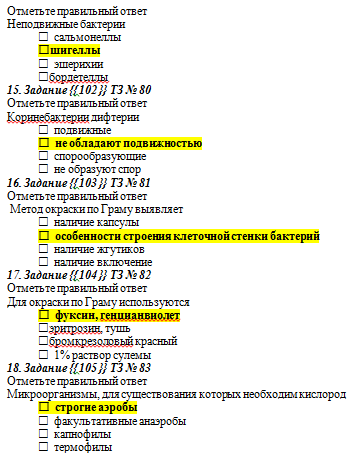 Отметьте правильный ответ
Неподвижные бактерии
□ сальмонеллы
□шигеллы
□ эшерихии
□бордетеллы
15. Задание {{102}} ТЗ № 80
Отметьте правильный ответ
Коринебактерии дифтерии
□ подвижные
□ не обладают подвижностью
□ спорообразующие
□ не образуют спор
16. Задание {{103}} ТЗ № 81
Отметьте правильный ответ
Метод окраски по Граму выявляет
□ наличие капсулы
□ особенности строения клеточной стенки бактерий
□ наличие жгутиков
□ наличие включение
17. Задание {{104}} ТЗ № 82
Отметьте правильный ответ
Для окраски по Граму используются
□ фуксин, генцианвиолет
□эритрозин, тушь
□бромкрезоловый красный
□ 1% раствор сулемы
18. Задание {{105}} ТЗ № 83
Отметьте правильный ответ
Микроорганизмы, для существования которых необходим кислород
□ строгие аэробы
□ факультативные анаэробы
□ капнофилы
□ термофилы